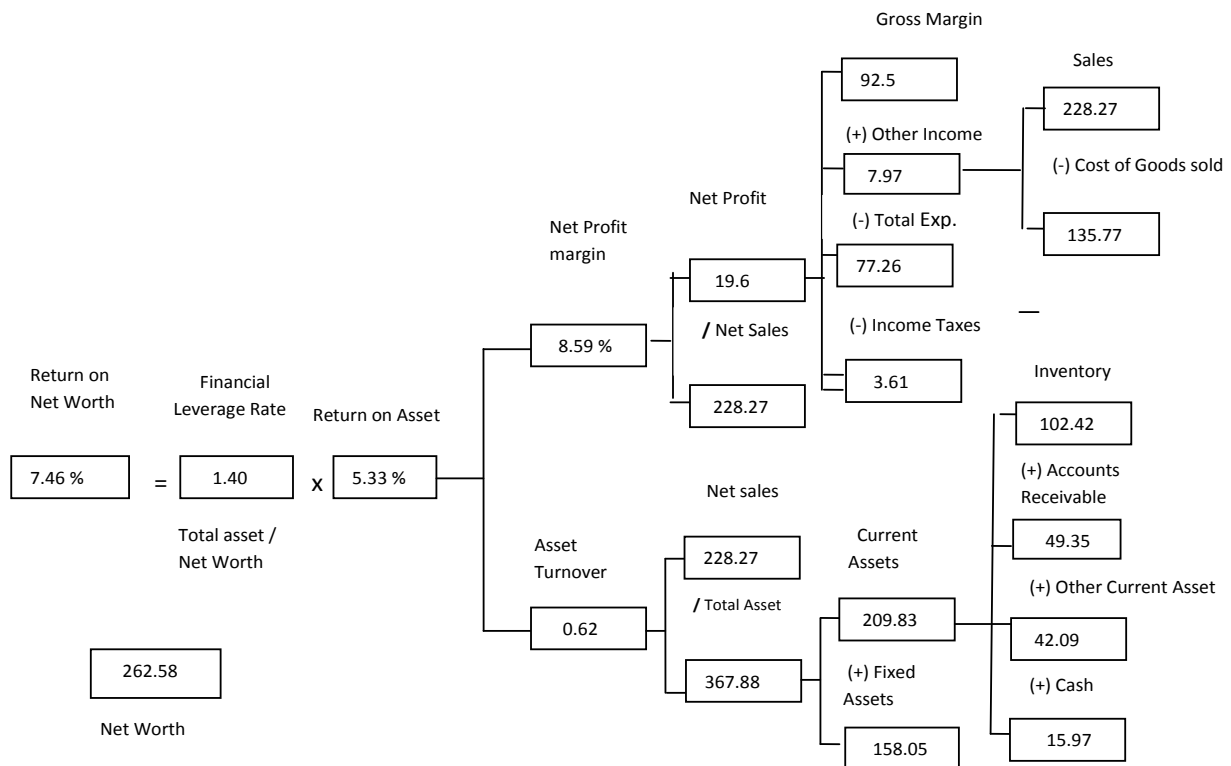 Gross Margin
92.5
Sales
228.27
(+) Other Income
7.97
(-) Cost of Goods sold
135.77
Net Profit
(-) Total Exp.
77.26
Net Profit
margin
19.6
/ Net Sales
(-) Income Taxes
8.59 %
228.27
3.61
Return on
Net Worth
Financial
Leverage Rate
Return on Asset
7.46 %
=
1.40
x
5.33 %
Total asset /
Net Worth
Inventory
102.42
(+) Accounts
Receivable
49.35
(+) Other Current Asset
42.09
(+) Cash
15.97
Net sales
228.27
/ Total Asset
367.88
Asset
Turnover
0.62
Current
Assets
209.83
(+) Fixed
Assets
158.05
262.58
Net Worth